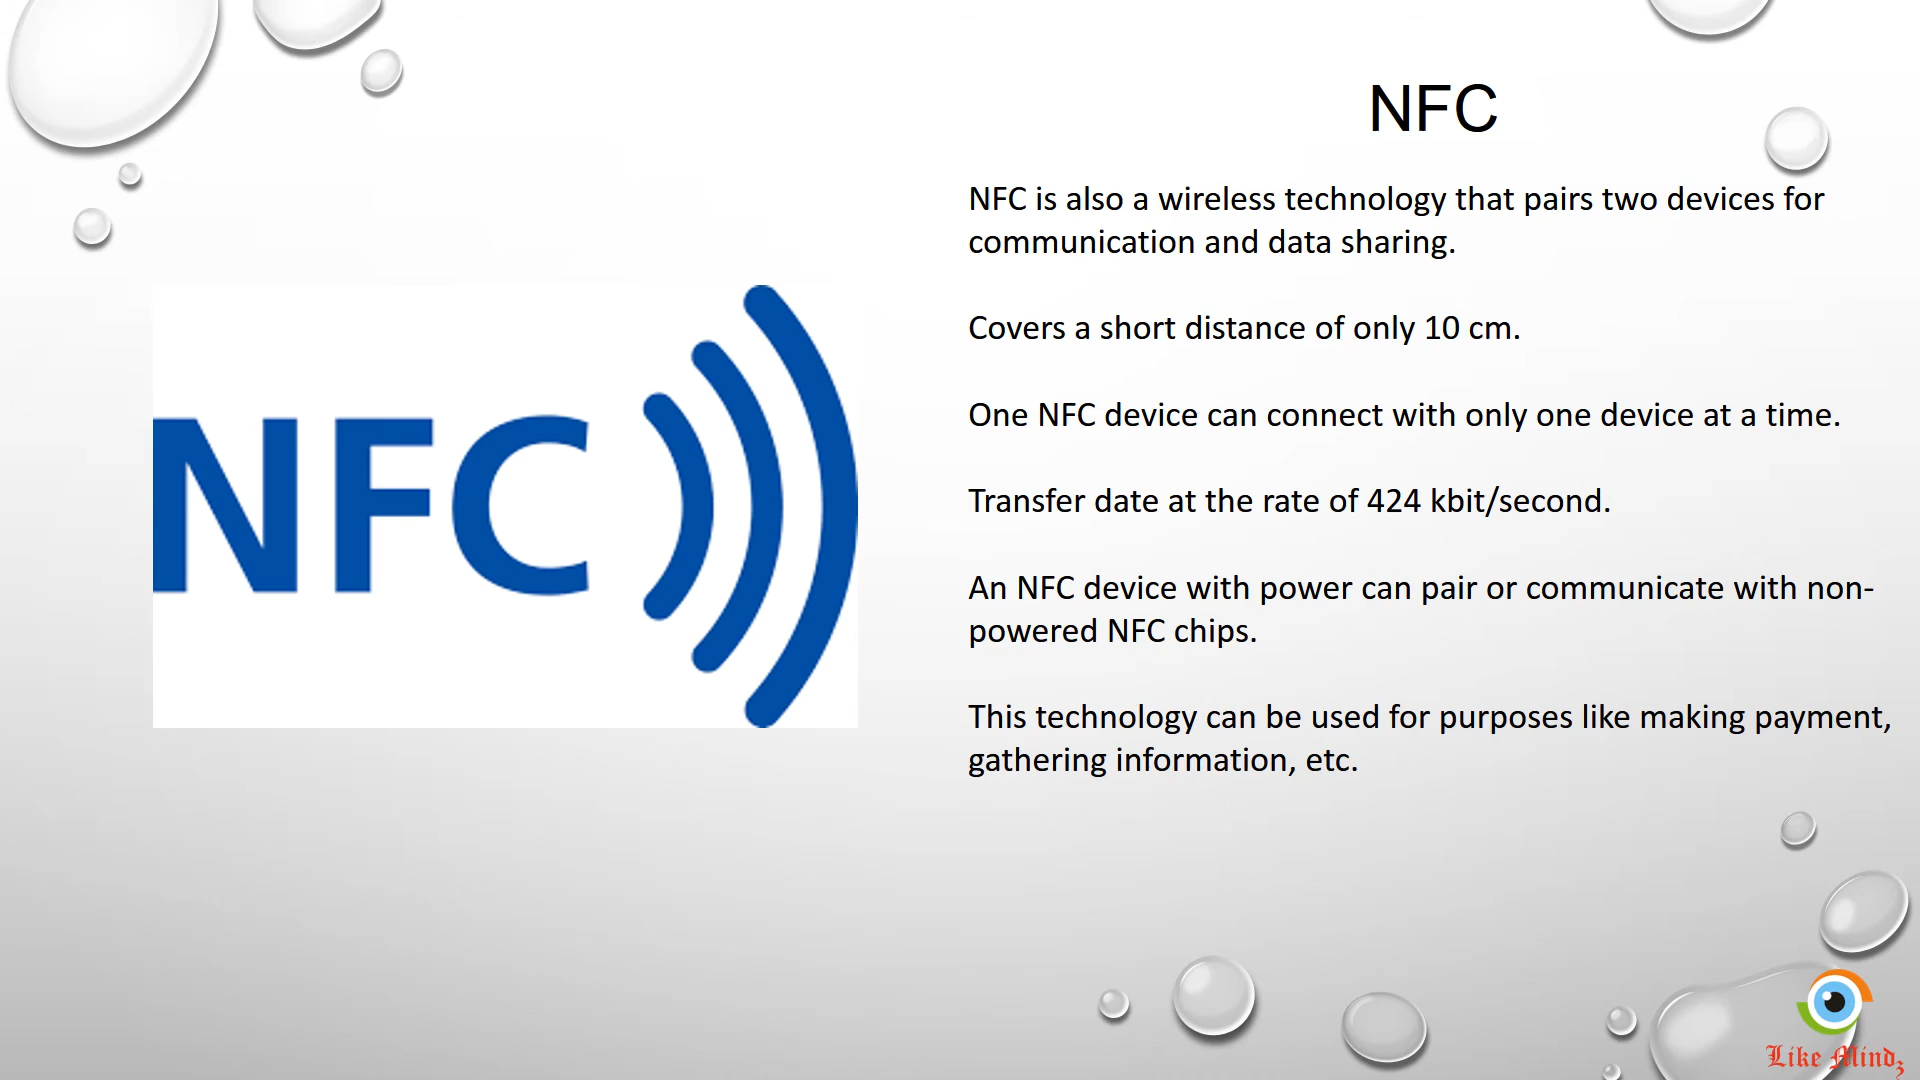 NFC
NFC is also a wireless technology that pairs two devices for
communication and data sharing.
Covers a short distance of only 10 cm.
One NFC device can connect with only one device at a time.
Transfer date at the rate of 424 kbit/second.
An NFC device with power can pair or communicate with non-
powered NFC chips.
This technology can be used for purposes like making payment,
gathering information, etc.
NFC
Like Mindz